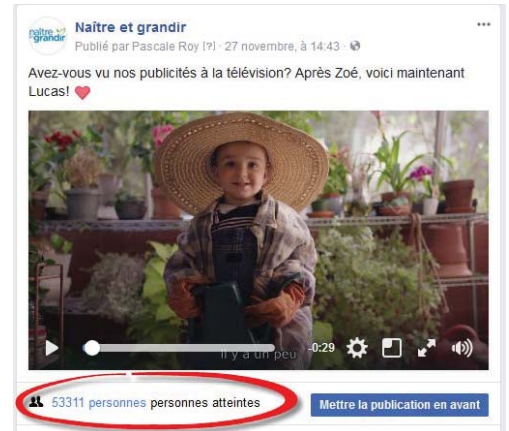 naître et grandir
Naître et grandir
Publié par Pascale Roy [?] · 27 novembre, à 14:43 ·
Avez-vous vu nos publicités à la télévision? Après Zoé, voici maintenant
Lucas!
Il y a un peu
-0:29
53311 personnes personnes atteintes
Mettre la publication en avant